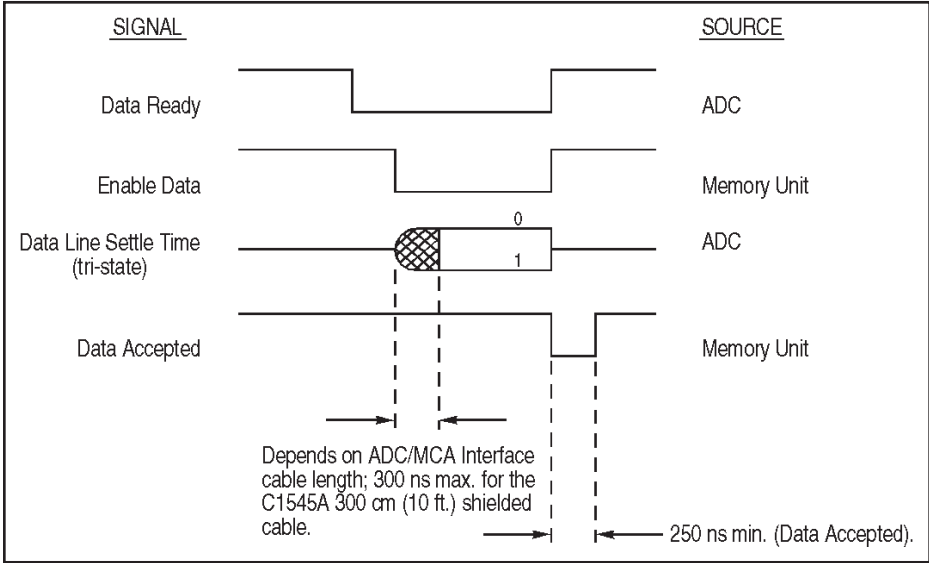 SIGNAL
SOURCE
Data Ready
ADC
Enable Data
Memory Unit
0
Data Line Settle Time
(tri-state)
ADC
1
Data Accepted
Memory Unit
Depends on ADC/MCA Interface
cable length; 300 ns max. for the
C1545A 300 cm (10 ft.) shielded
cable.
250 ns min. (Data Accepted).